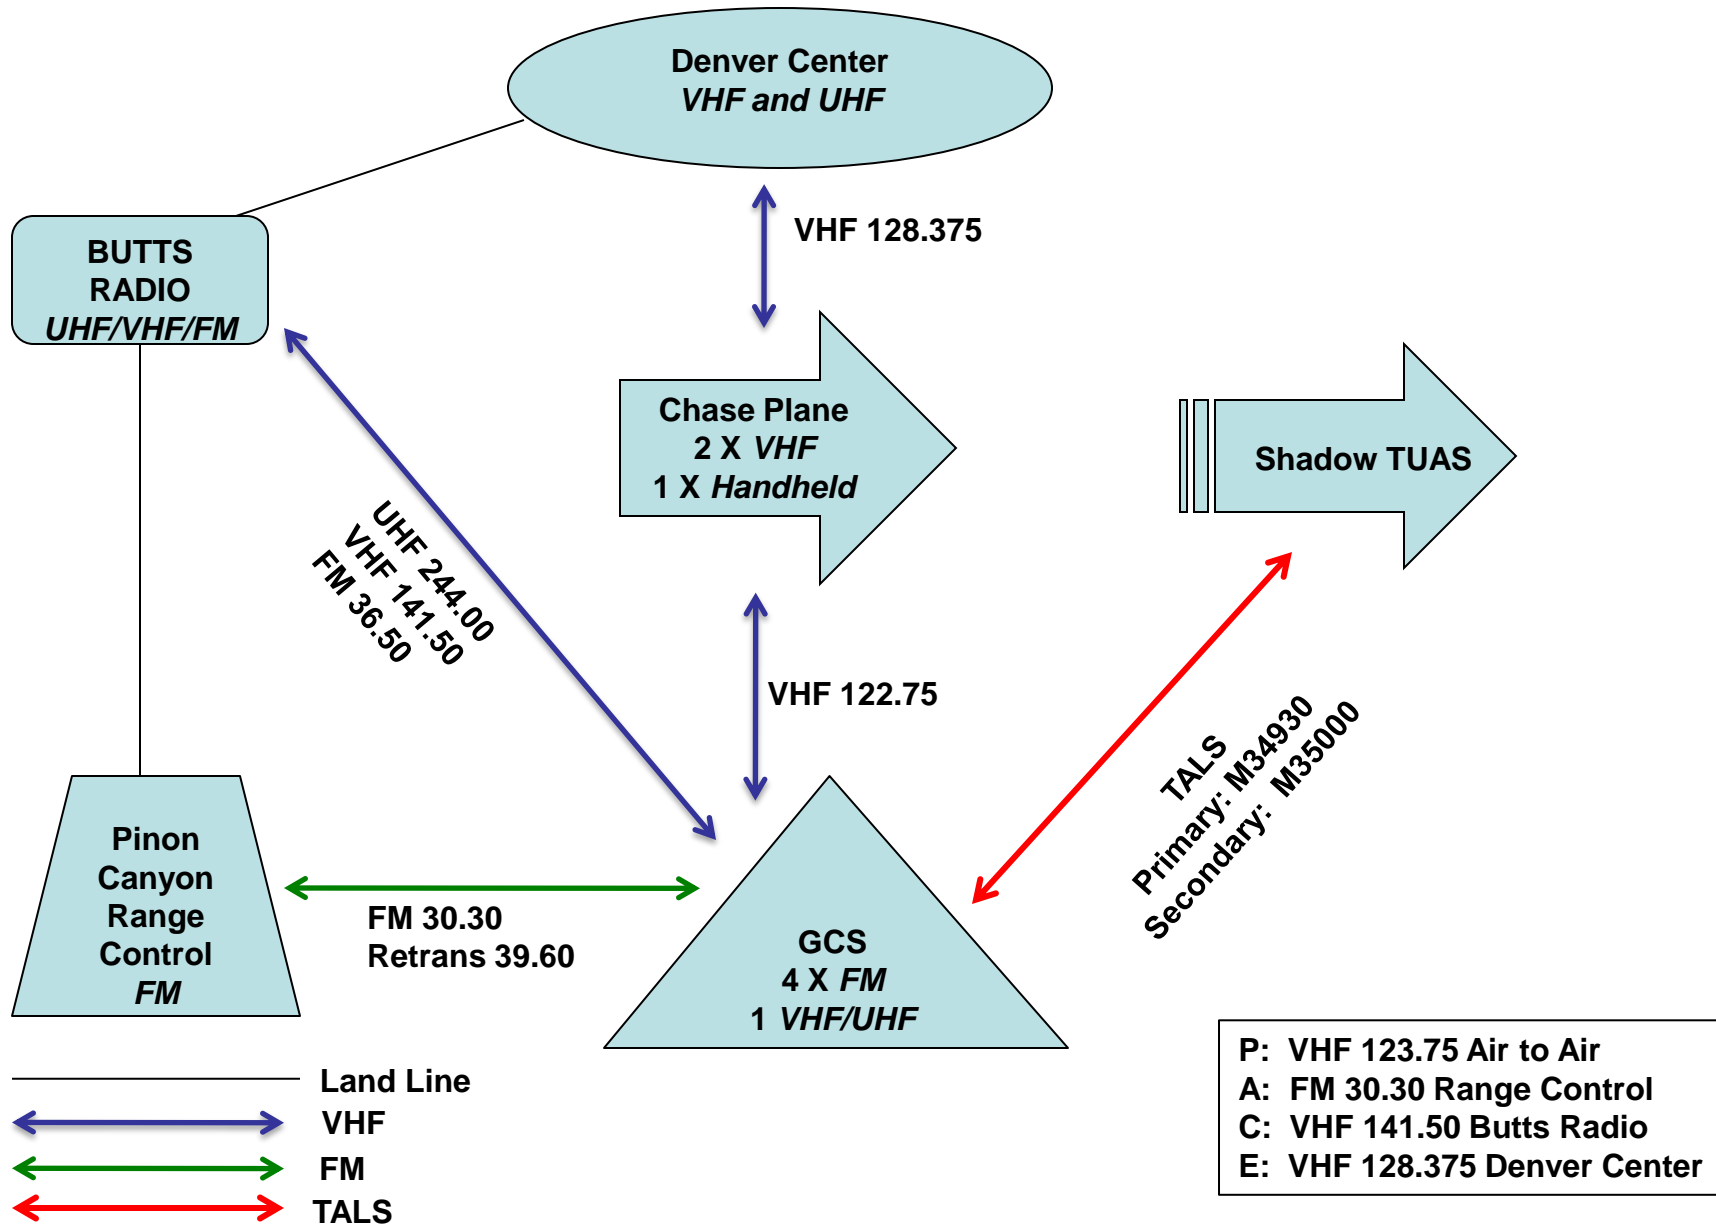 Denver Center
VHF and UHF
BUTTS
RADIO
UHF/VHF/FM
VHF 128.375
Chase Plane
2 X VHF
1 X Handheld
Shadow TUAS
UHF 244.00
VHF 141.50
FM 36.50
VHF 122.75
TALS
Primary: M34930
Secondary: M35000
Pinon
Canyon
Range
Control
FM
FM 30.30
Retrans 39.60
GCS
4 X FM
1 VHF/UHF
P: VHF 123.75 Air to Air
A: FM 30.30 Range Control
C: VHF 141.50 Butts Radio
E: VHF 128.375 Denver Center
Land Line
VHF
FM
TALS